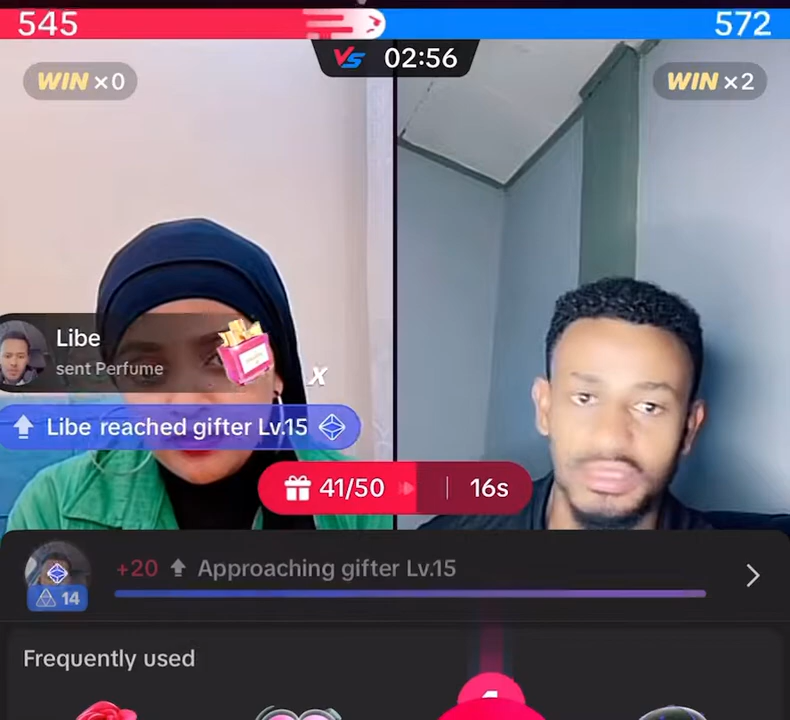 545
572
VS 02:56
WIN ×0
WIN ×2
Libe
sent Perfume
x
Libe reached gifter Lv.15
41/50
16s
+20 Approaching gifter Lv.15
14
Frequently used